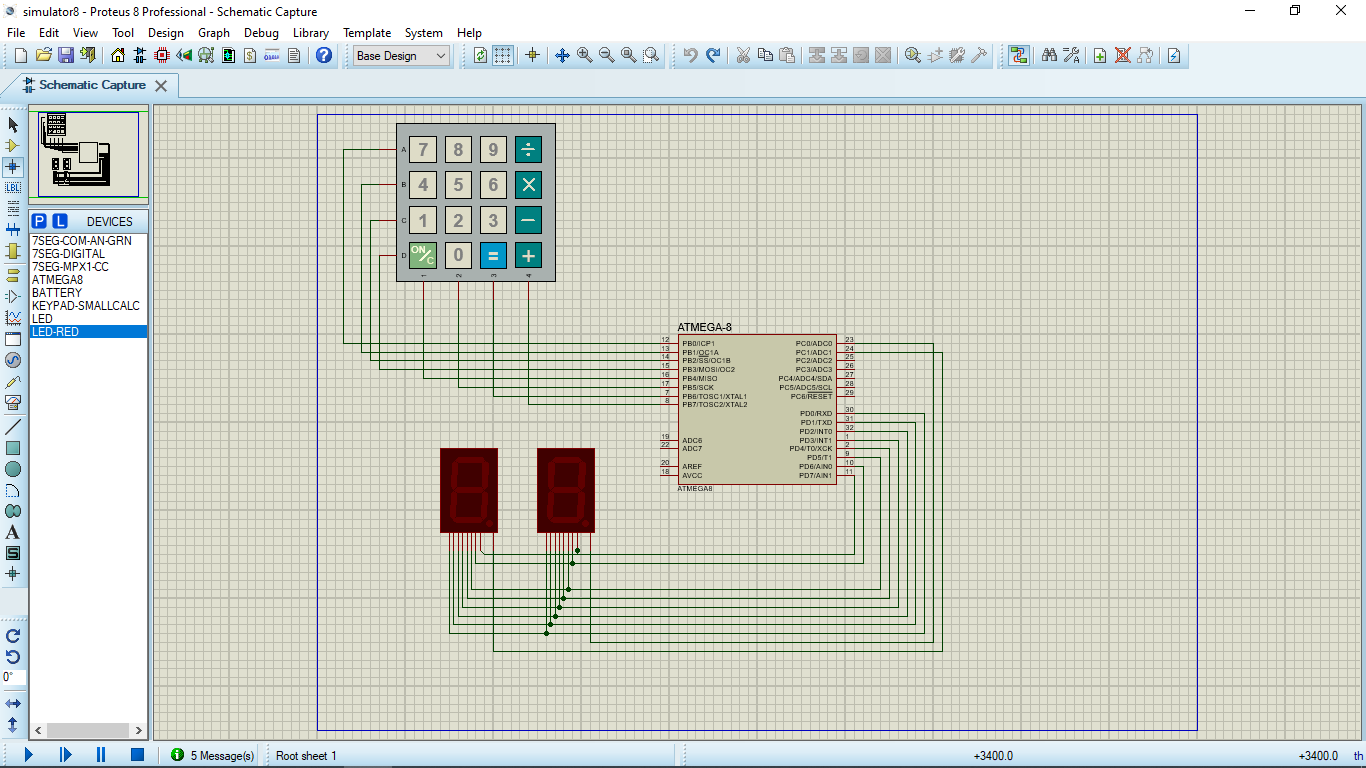 simulator8 - Proteus 8 Professional - Schematic Capture
File Edit View Tool Design Graph Debug Library Template System Help
Base Design
Schematic Capture
P L DEVICES
7SEG-COM-AN-GRN
7SEG-DIGITAL
7SEG-MPX1-CC
ATMEGA8
BATTERY
KEYPAD-SMALLCALC
LED
LED-RED
LBL
A
S
0°
A 7 8 9 ÷
B 4 5 6 ×
C 1 2 3 −
D ON/C 0 = +
1 2 3 4
ATMEGA-8
12 PB0/ICP1 PC0/ADC0 23
13 PB1/OC1A PC1/ADC1 24
14 PB2/SS/OC1B PC2/ADC2 25
15 PB3/MOSI/OC2 PC3/ADC3 26
16 PB4/MISO PC4/ADC4/SDA 27
17 PB5/SCK PC5/ADC5/SCL 28
7 PB6/TOSC1/XTAL1 PC6/RESET 29
8 PB7/TOSC2/XTAL2
PD0/RXD 30
PD1/TXD 31
PD2/INT0 32
19 ADC6 PD3/INT1 1
22 ADC7 PD4/T0/XCK 2
PD5/T1 9
20 AREF PD6/AIN0 10
18 AVCC PD7/AIN1 11
ATMEGA8
5 Message(s) Root sheet 1 +3400.0 +3400.0 th